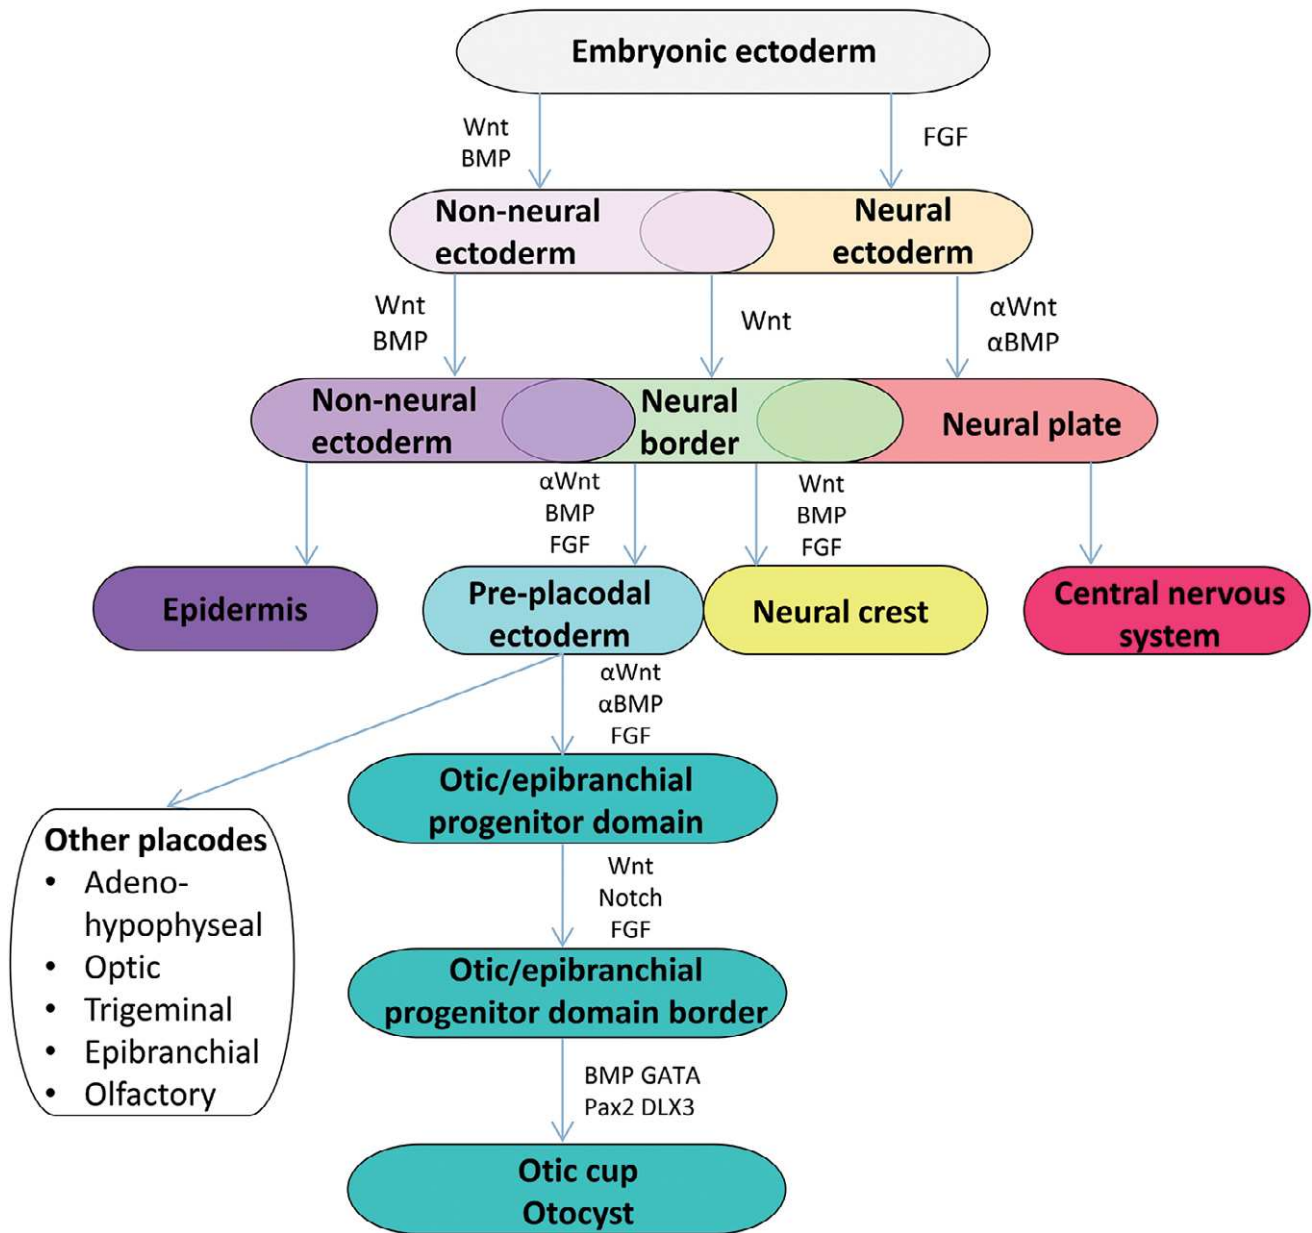 Embryonic ectoderm
Wnt
BMP
FGF
Non-neural
ectoderm
Neural
ectoderm
Wnt
BMP
Wnt
αWnt
αBMP
Non-neural
ectoderm
Neural
border
Neural plate
αWnt
BMP
FGF
Wnt
BMP
FGF
Epidermis
Pre-placodal
ectoderm
Neural crest
Central nervous
system
αWnt
αBMP
FGF
Otic/epibranchial
progenitor domain
Other placodes
• Adeno-
hypophyseal
• Optic
• Trigeminal
• Epibranchial
• Olfactory
Wnt
Notch
FGF
Otic/epibranchial
progenitor domain border
BMP GATA
Pax2 DLX3
Otic cup
Otocyst